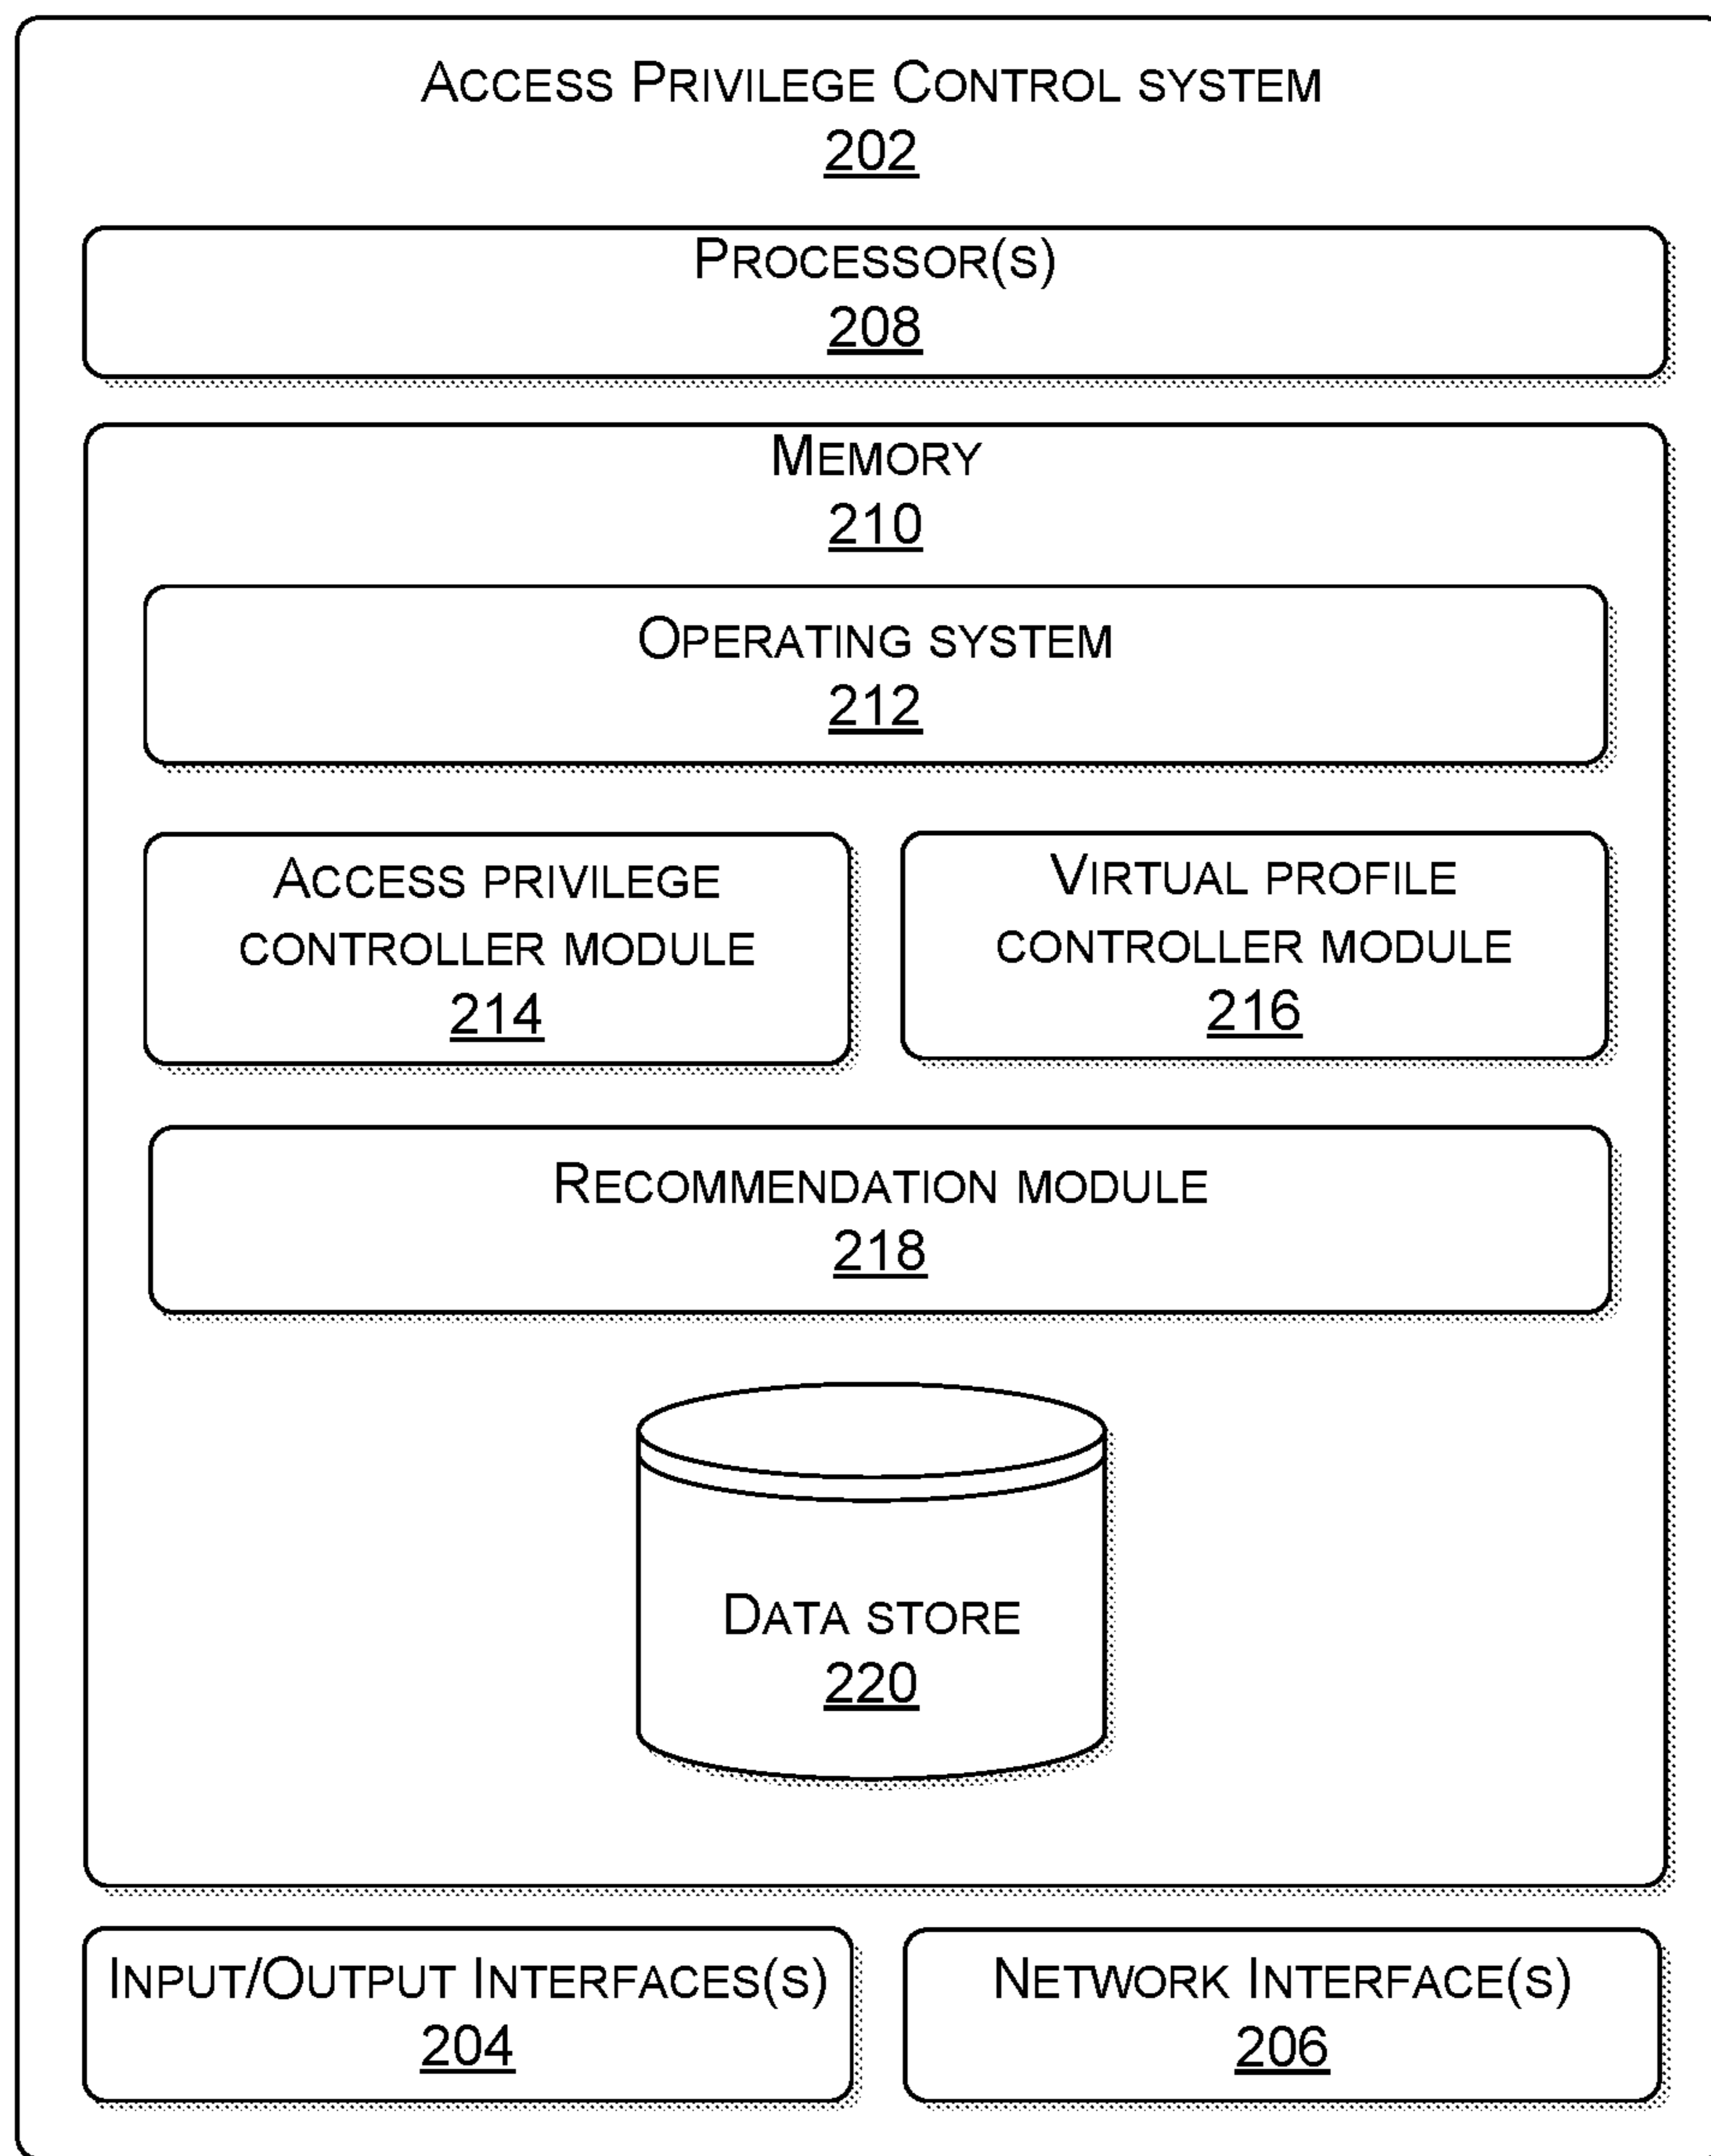 ACCESS PRIVILEGE CONTROL SYSTEM
202
PROCESSOR(S)
208
MEMORY
210
OPERATING SYSTEM
212
ACCESS PRIVILEGE
CONTROLLER MODULE
214
VIRTUAL PROFILE
CONTROLLER MODULE
216
RECOMMENDATION MODULE
218
DATA STORE
220
INPUT/OUTPUT INTERFACES(S)
204
NETWORK INTERFACE(S)
206